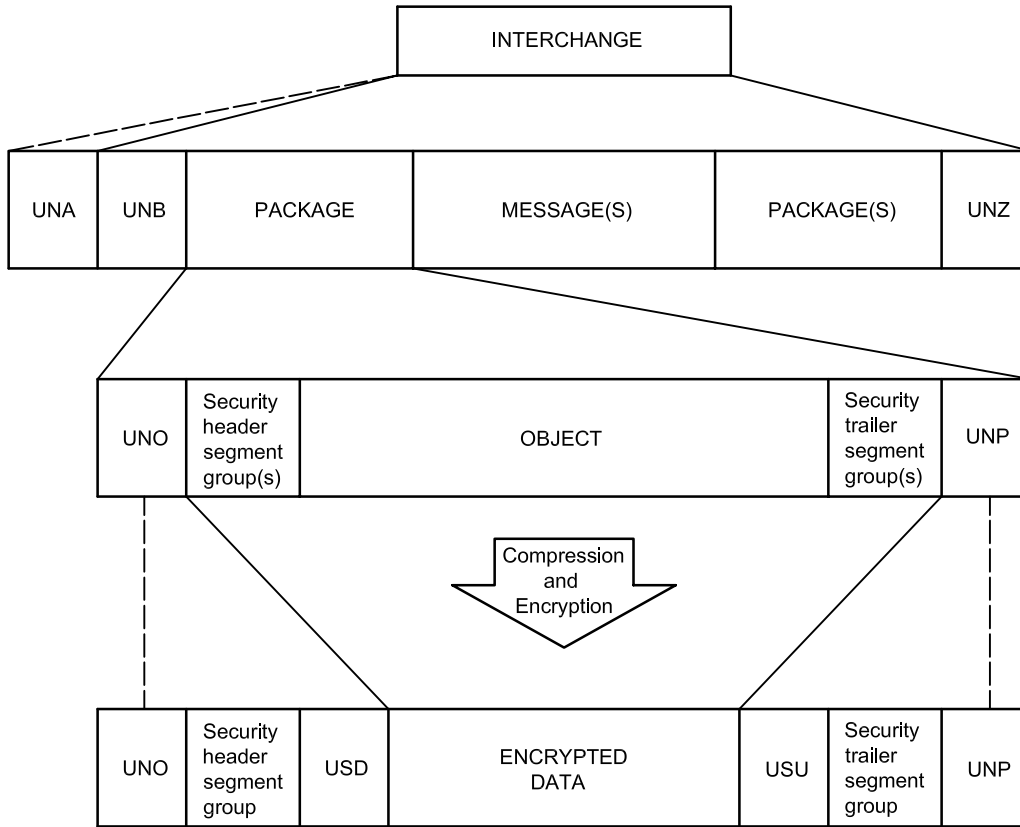 INTERCHANGE
UNA
UNB
PACKAGE
MESSAGE(S)
PACKAGE(S)
UNZ
UNO
Security
header
segment
group(s)
OBJECT
Security
trailer
segment
group(s)
UNP
Compression
and
Encryption
UNO
Security
header
segment
group
USD
ENCRYPTED
DATA
USU
Security
trailer
segment
group
UNP